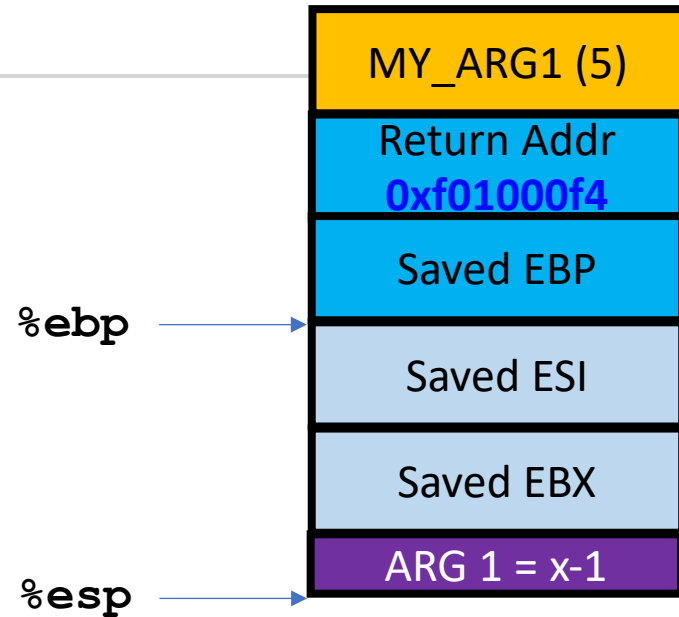 MY_ARG1 (5)
Return Addr
0xf01000f4
Saved EBP
%ebp
Saved ESI
Saved EBX
ARG 1 = x-1
%esp